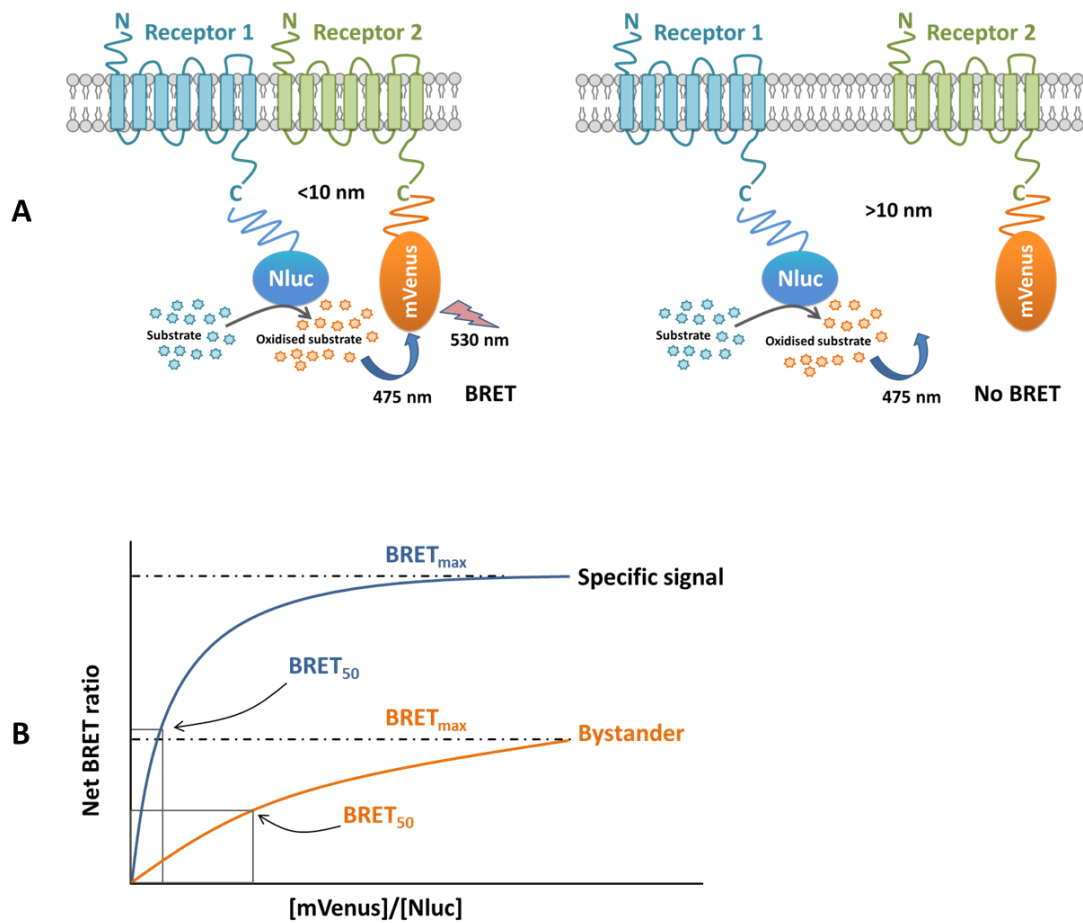 N
Receptor 1
Receptor 2
C
<10 nm
C
A
Nluc
mVenus
Substrate
Oxidised substrate
530 nm
475 nm
BRET
N
Receptor 1
N
Receptor 2
C
C
>10 nm
Nluc
mVenus
Substrate
Oxidised substrate
475 nm
No BRET
N
B
Net BRET ratio
BRETmax
Specific signal
BRET50
BRETmax
Bystander
BRET50
[mVenus]/[Nluc]